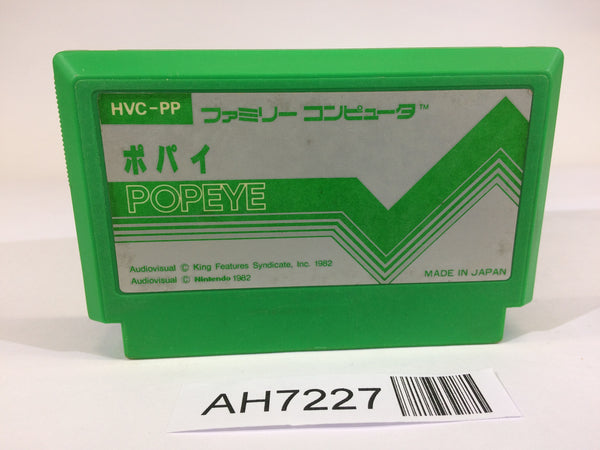 HVC-PP ファミリー コンピュータ™
ポパイ
POPEYE
Audiovisual © King Features Syndicate, Inc. 1982
Audiovisual © Nintendo 1982
MADE IN JAPAN
AH7227